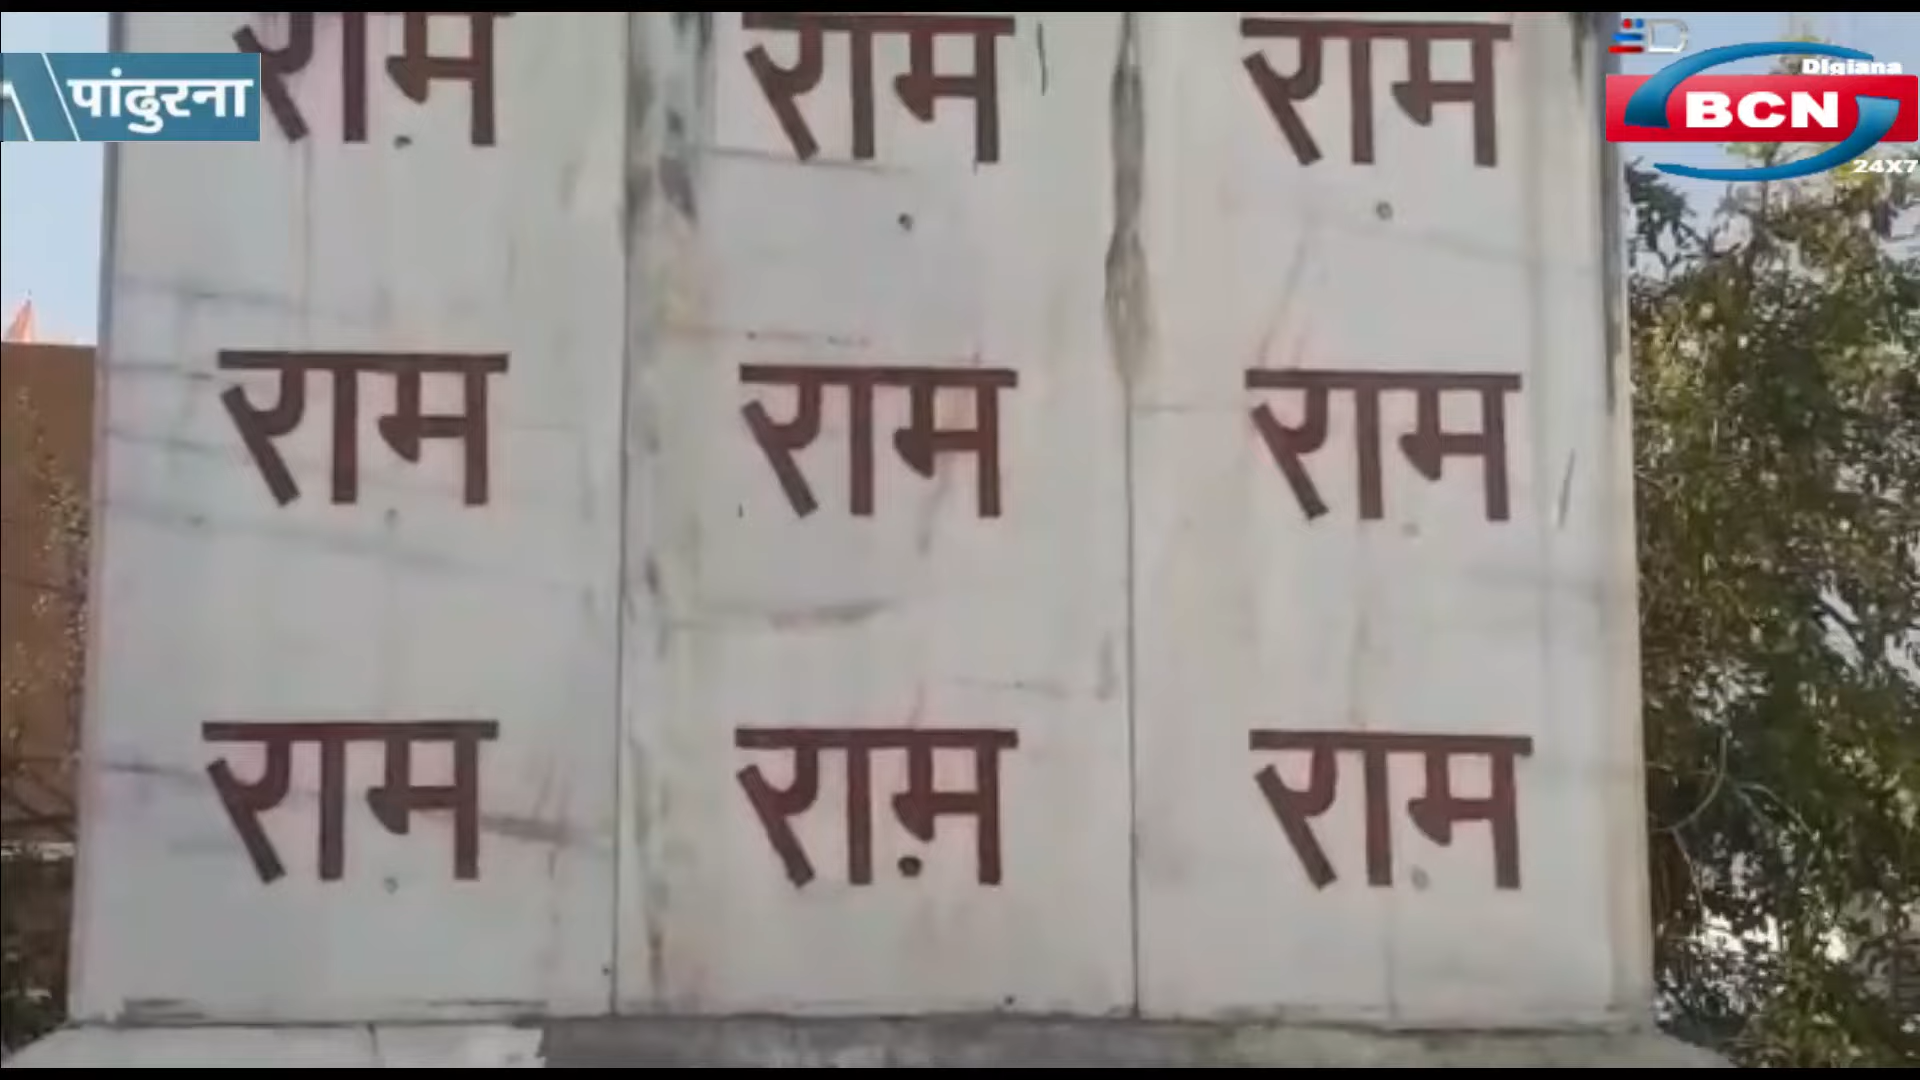 राम राम राम
पांढुरना
Digiana
BCN
24X7
राम राम राम
राम राम राम